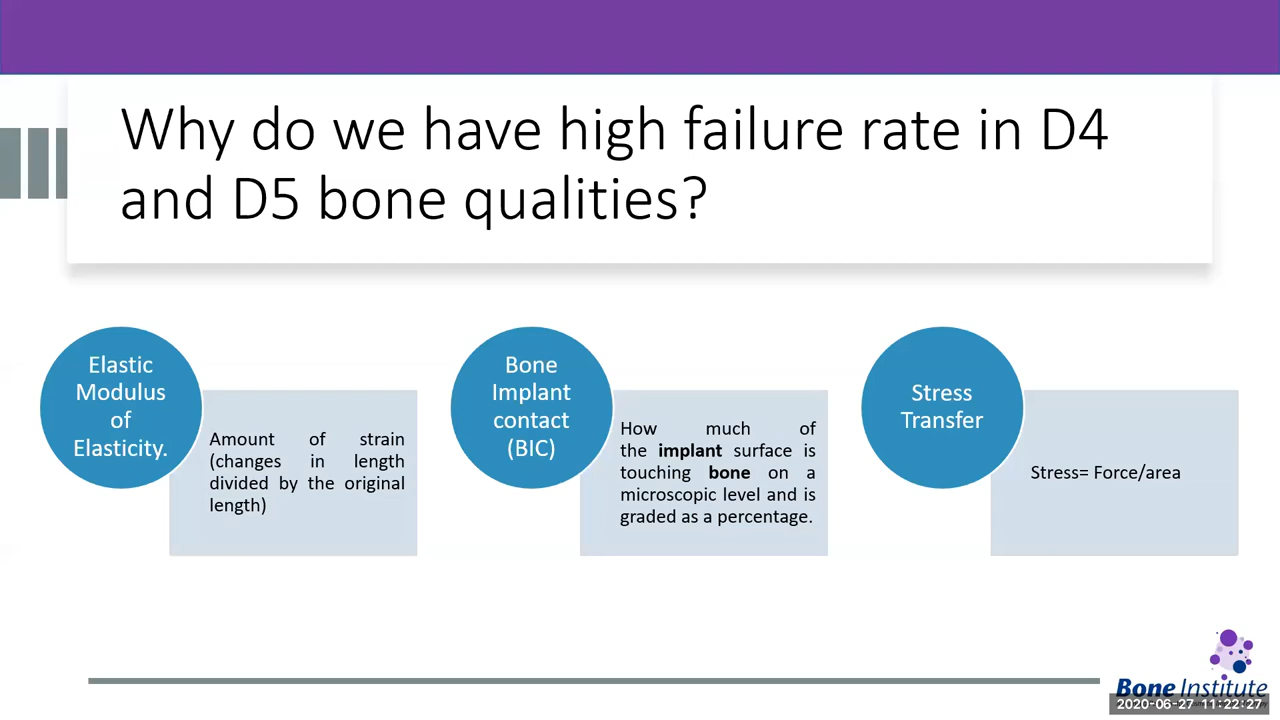 Why do we have high failure rate in D4
and D5 bone qualities?
Elastic
Modulus
of
Elasticity.
Amount of strain
(changes in length
divided by the original
length)
Bone
Implant
contact
(BIC)
How much of
the implant surface is
touching bone on a
microscopic level and is
graded as a percentage.
Stress
Transfer
Stress= Force/area
Bone Institute
2020-06-27 11:22:27